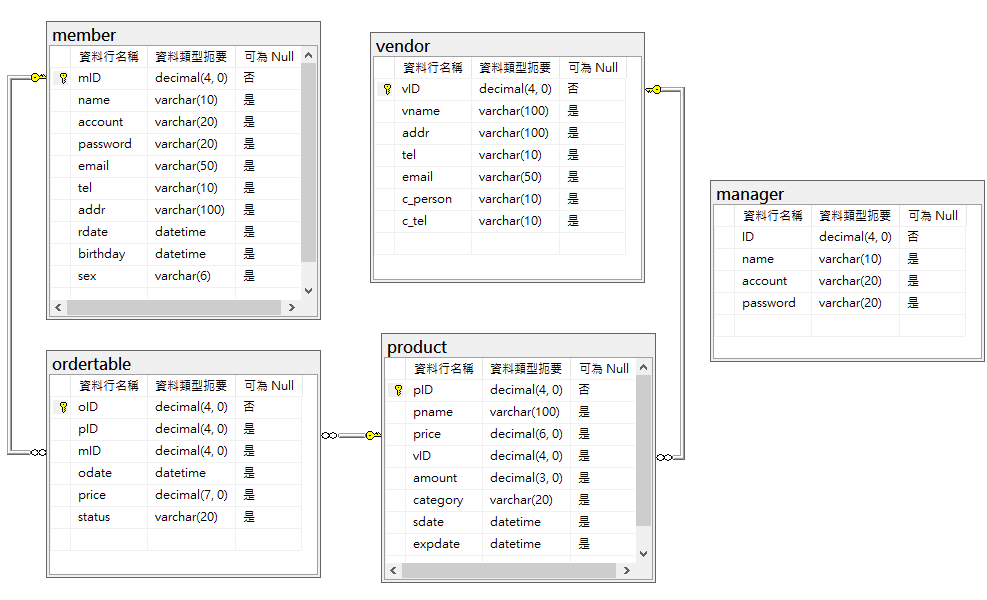 member
資料行名稱 資料類型扼要 可為 Null
mID decimal(4, 0) 否
name varchar(10) 是
account varchar(20) 是
password varchar(20) 是
email varchar(50) 是
tel varchar(10) 是
addr varchar(100) 是
rdate datetime 是
birthday datetime 是
sex varchar(6) 是
vendor
資料行名稱 資料類型扼要 可為 Null
vID decimal(4, 0) 否
vname varchar(100) 是
addr varchar(100) 是
tel varchar(10) 是
email varchar(50) 是
c_person varchar(10) 是
c_tel varchar(10) 是
manager
資料行名稱 資料類型扼要 可為 Null
ID decimal(4, 0) 否
name varchar(10) 是
account varchar(20) 是
password varchar(20) 是
ordertable
資料行名稱 資料類型扼要 可為 Null
oID decimal(4, 0) 否
pID decimal(4, 0) 是
mID decimal(4, 0) 是
odate datetime 是
price decimal(7, 0) 是
status varchar(20) 是
product
資料行名稱 資料類型扼要 可為 Null
pID decimal(4, 0) 否
pname varchar(100) 是
price decimal(6, 0) 是
vID decimal(4, 0) 是
amount decimal(3, 0) 是
category varchar(20) 是
sdate datetime 是
expdate datetime 是